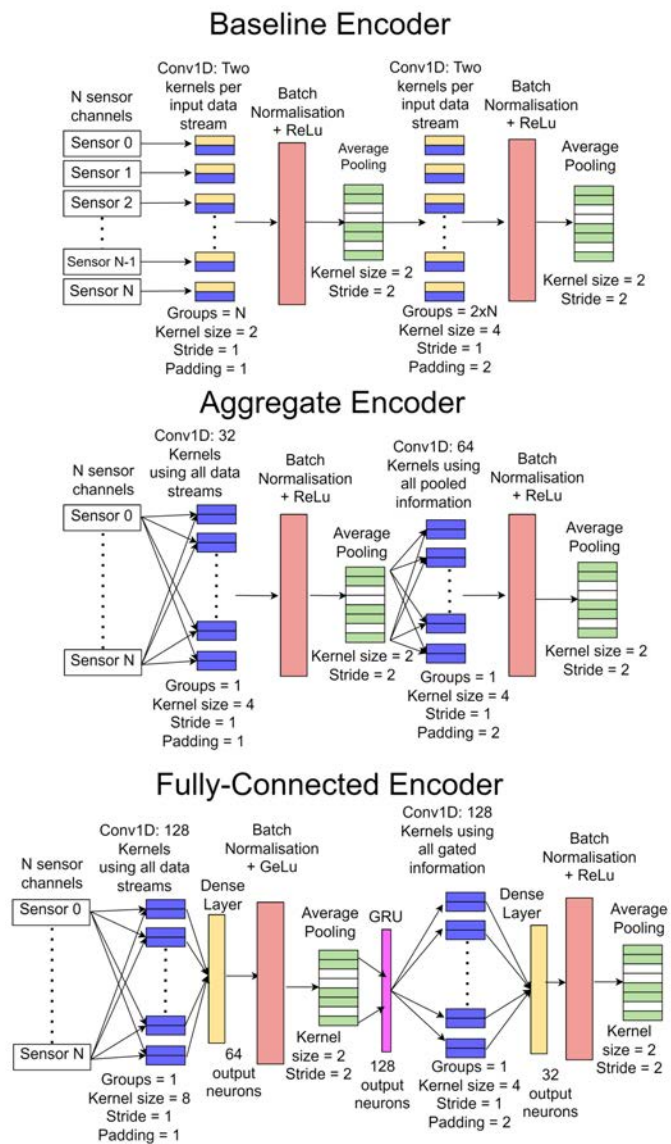 Baseline Encoder
N sensor
channels
Sensor 0
Sensor 1
Sensor 2
Sensor N-1
Sensor N
Conv1D: Two
kernels per
input data
stream
Groups = N
Kernel size = 2
Stride = 1
Padding = 1
Batch
Normalisation
+ ReLu
Average
Pooling
Kernel size = 2
Stride = 2
Conv1D: Two
kernels per
input data
stream
Groups = 2xN
Kernel size = 4
Stride = 1
Padding = 2
Batch
Normalisation
+ ReLu
Average
Pooling
Kernel size = 2
Stride = 2
Aggregate Encoder
N sensor
channels
Sensor 0
Sensor N
Conv1D: 32
Kernels
using all data
streams
Groups = 1
Kernel size = 4
Stride = 1
Padding = 1
Batch
Normalisation
+ ReLu
Average
Pooling
Kernel size = 2
Stride = 2
Conv1D: 64
Kernels using
all pooled
information
Groups = 1
Kernel size = 4
Stride = 1
Padding = 2
Batch
Normalisation
+ ReLu
Average
Pooling
Kernel size = 2
Stride = 2
Fully-Connected Encoder
N sensor
channels
Sensor 0
Sensor N
Conv1D: 128
Kernels
using all data
streams
Groups = 1
Kernel size = 8
Stride = 1
Padding = 1
Dense
Layer
64
output
neurons
Batch
Normalisation
+ GeLu
Average
Pooling
Kernel
size = 2
Stride = 2
GRU
128
output
neurons
Conv1D: 128
Kernels using
all gated
information
Groups = 1
Kernel size = 4
Stride = 1
Padding = 2
Dense
Layer
32
output
neurons
Batch
Normalisation
+ReLu
Average
Pooling
Kernel
size = 2
Stride = 2